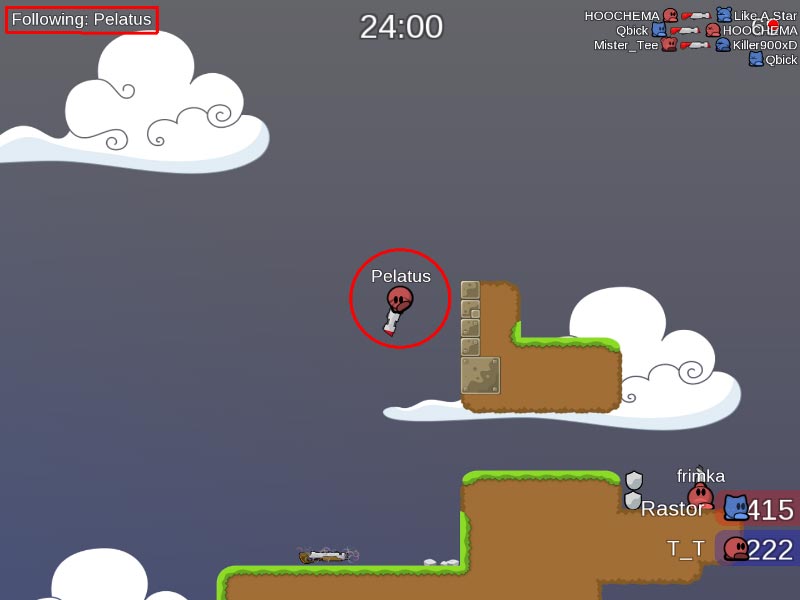 Following: Pelatus
24:00
HOOCHEMA Like A Star
Qbick HOOCHEMA
Mister_Tee Killer900xD
Qbick
Pelatus
frimka
Rastor 415
T_T 222